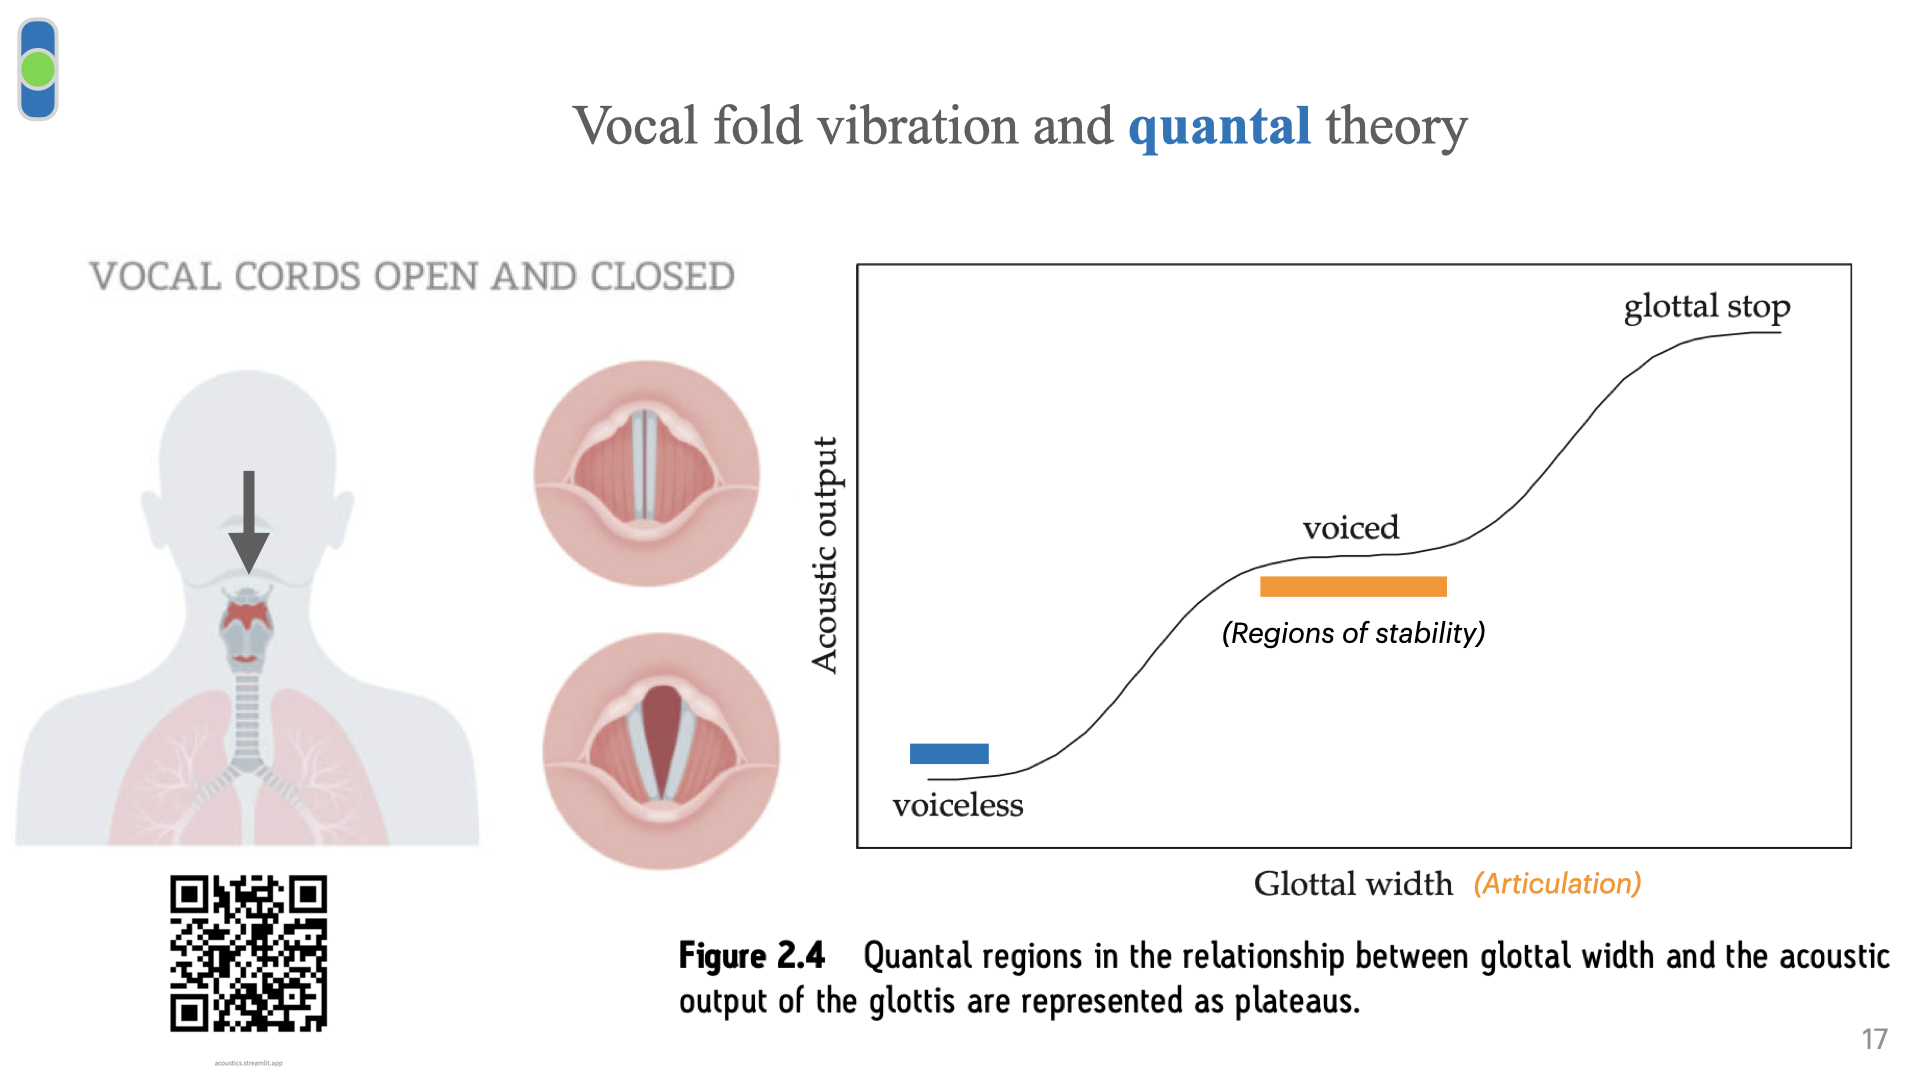 Vocal fold vibration and quantal theory
VOCAL CORDS OPEN AND CLOSED
Acoustic output
glottal stop
voiced
(Regions of stability)
voiceless
Glottal width (Articulation)
Figure 2.4 Quantal regions in the relationship between glottal width and the acoustic
output of the glottis are represented as plateaus.
acoustics.streamlit.app
17